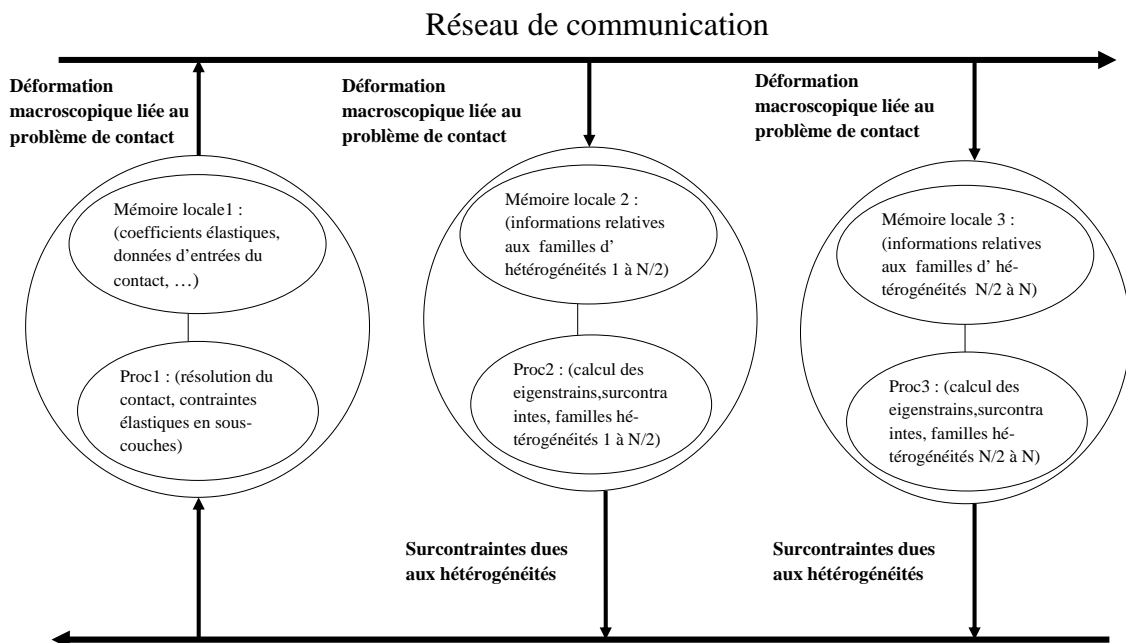 Réseau de communication
Déformation
macroscopique liée au
problème de contact
Déformation
macroscopique liée au
problème de contact
Déformation
macroscopique liée au
problème de contact
Mémoire locale1 :
(coefficients élastiques,
données d'entrées du
contact, …)
Mémoire locale 2 :
(informations relatives
aux familles d'
hétérogénéités 1 à N/2)
Mémoire locale 3 :
(informations relatives
aux familles d' hé-
térogénéités N/2 à N)
Proc1 : (résolution du
contact, contraintes
élastiques en sous-
couches)
Proc2 : (calcul des
eigenstrains,surcontra
intes, familles hé-
térogénéités 1 à N/2)
Proc3 : (calcul des
eigenstrains,surcontra
intes, familles hé-
térogénéités N/2 à N)
Surcontraintes dues
aux hétérogénéités
Surcontraintes dues
aux hétérogénéités